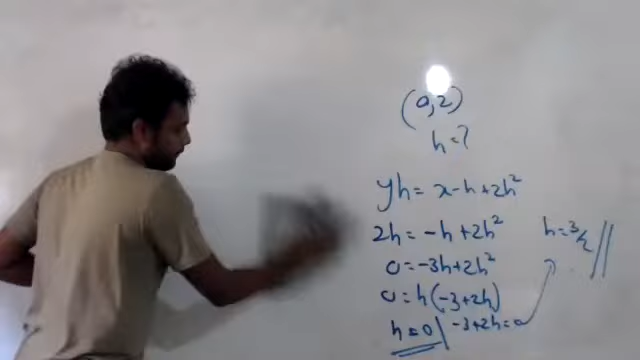 (0,2)
h=?
yh = x-h+2h²
2h = -h+2h²
0 = -3h+2h²
0 = h(-3+2h)
h=0 | -3+2h=0
h = 3/2 //